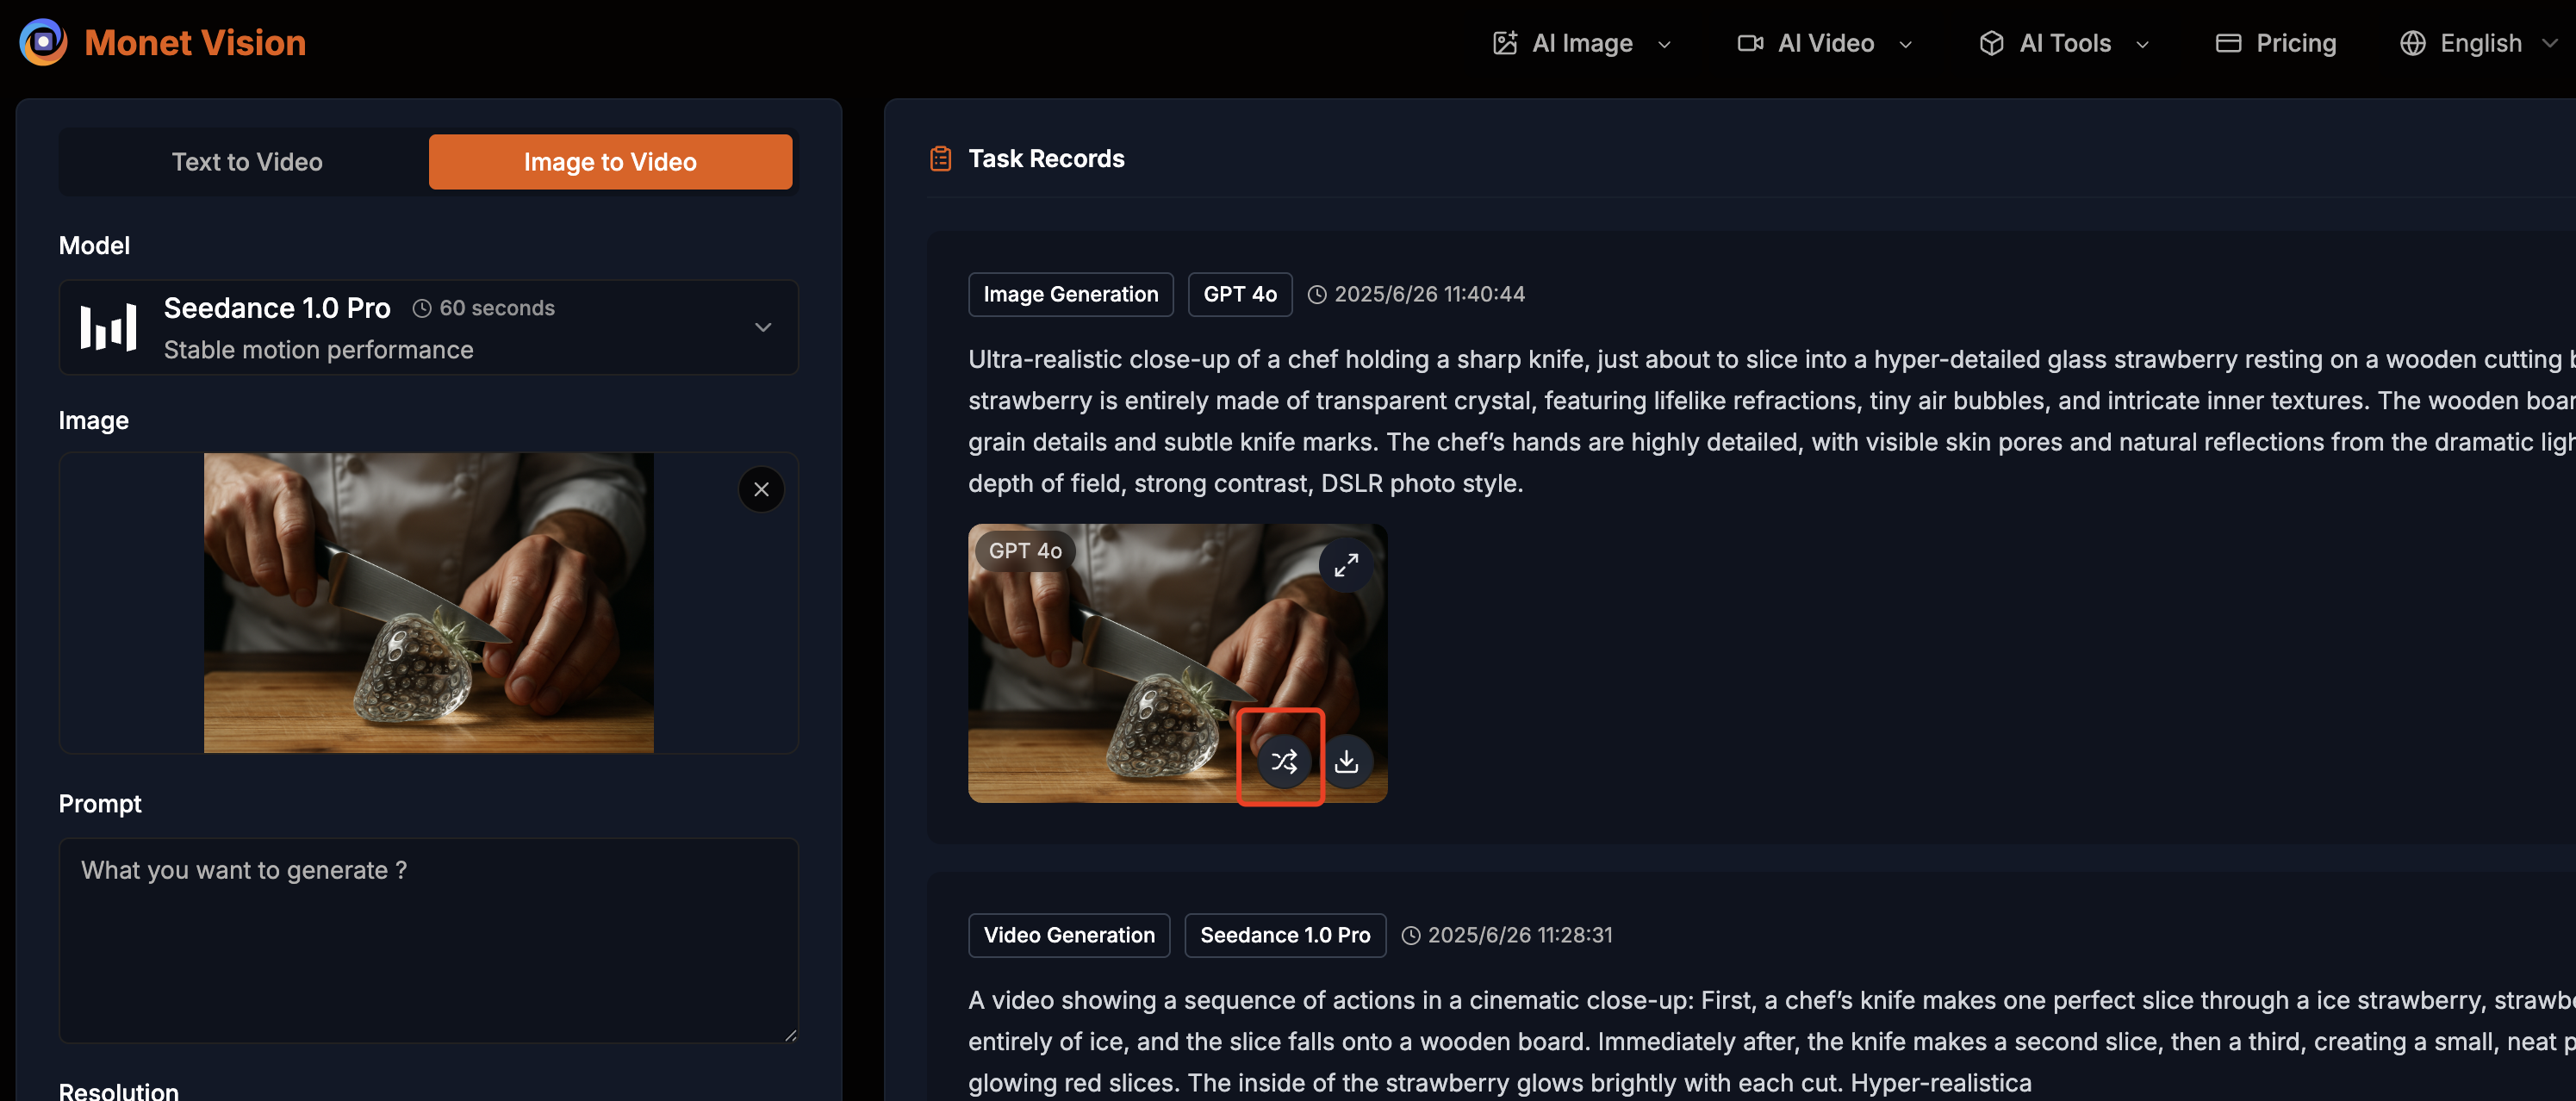 Monet Vision
AI Image
AI Video
AI Tools
Pricing
English
Text to Video
Image to Video
Model
Seedance 1.0 Pro
60 seconds
Stable motion performance
Image
Prompt
What you want to generate ?
Resolution
Task Records
Image Generation
GPT 4o
2025/6/26 11:40:44
Ultra-realistic close-up of a chef holding a sharp knife, just about to slice into a hyper-detailed glass strawberry resting on a wooden cutting
strawberry is entirely made of transparent crystal, featuring lifelike refractions, tiny air bubbles, and intricate inner textures. The wooden
grain details and subtle knife marks. The chef’s hands are highly detailed, with visible skin pores and natural reflections from the dramatic
depth of field, strong contrast, DSLR photo style.
GPT 4o
Video Generation
Seedance 1.0 Pro
2025/6/26 11:28:31
A video showing a sequence of actions in a cinematic close-up: First, a chef’s knife makes one perfect slice through a ice strawberry,
entirely of ice, and the slice falls onto a wooden board. Immediately after, the knife makes a second slice, then a third, creating a small, neat
glowing red slices. The inside of the strawberry glows brightly with each cut. Hyper-realistica